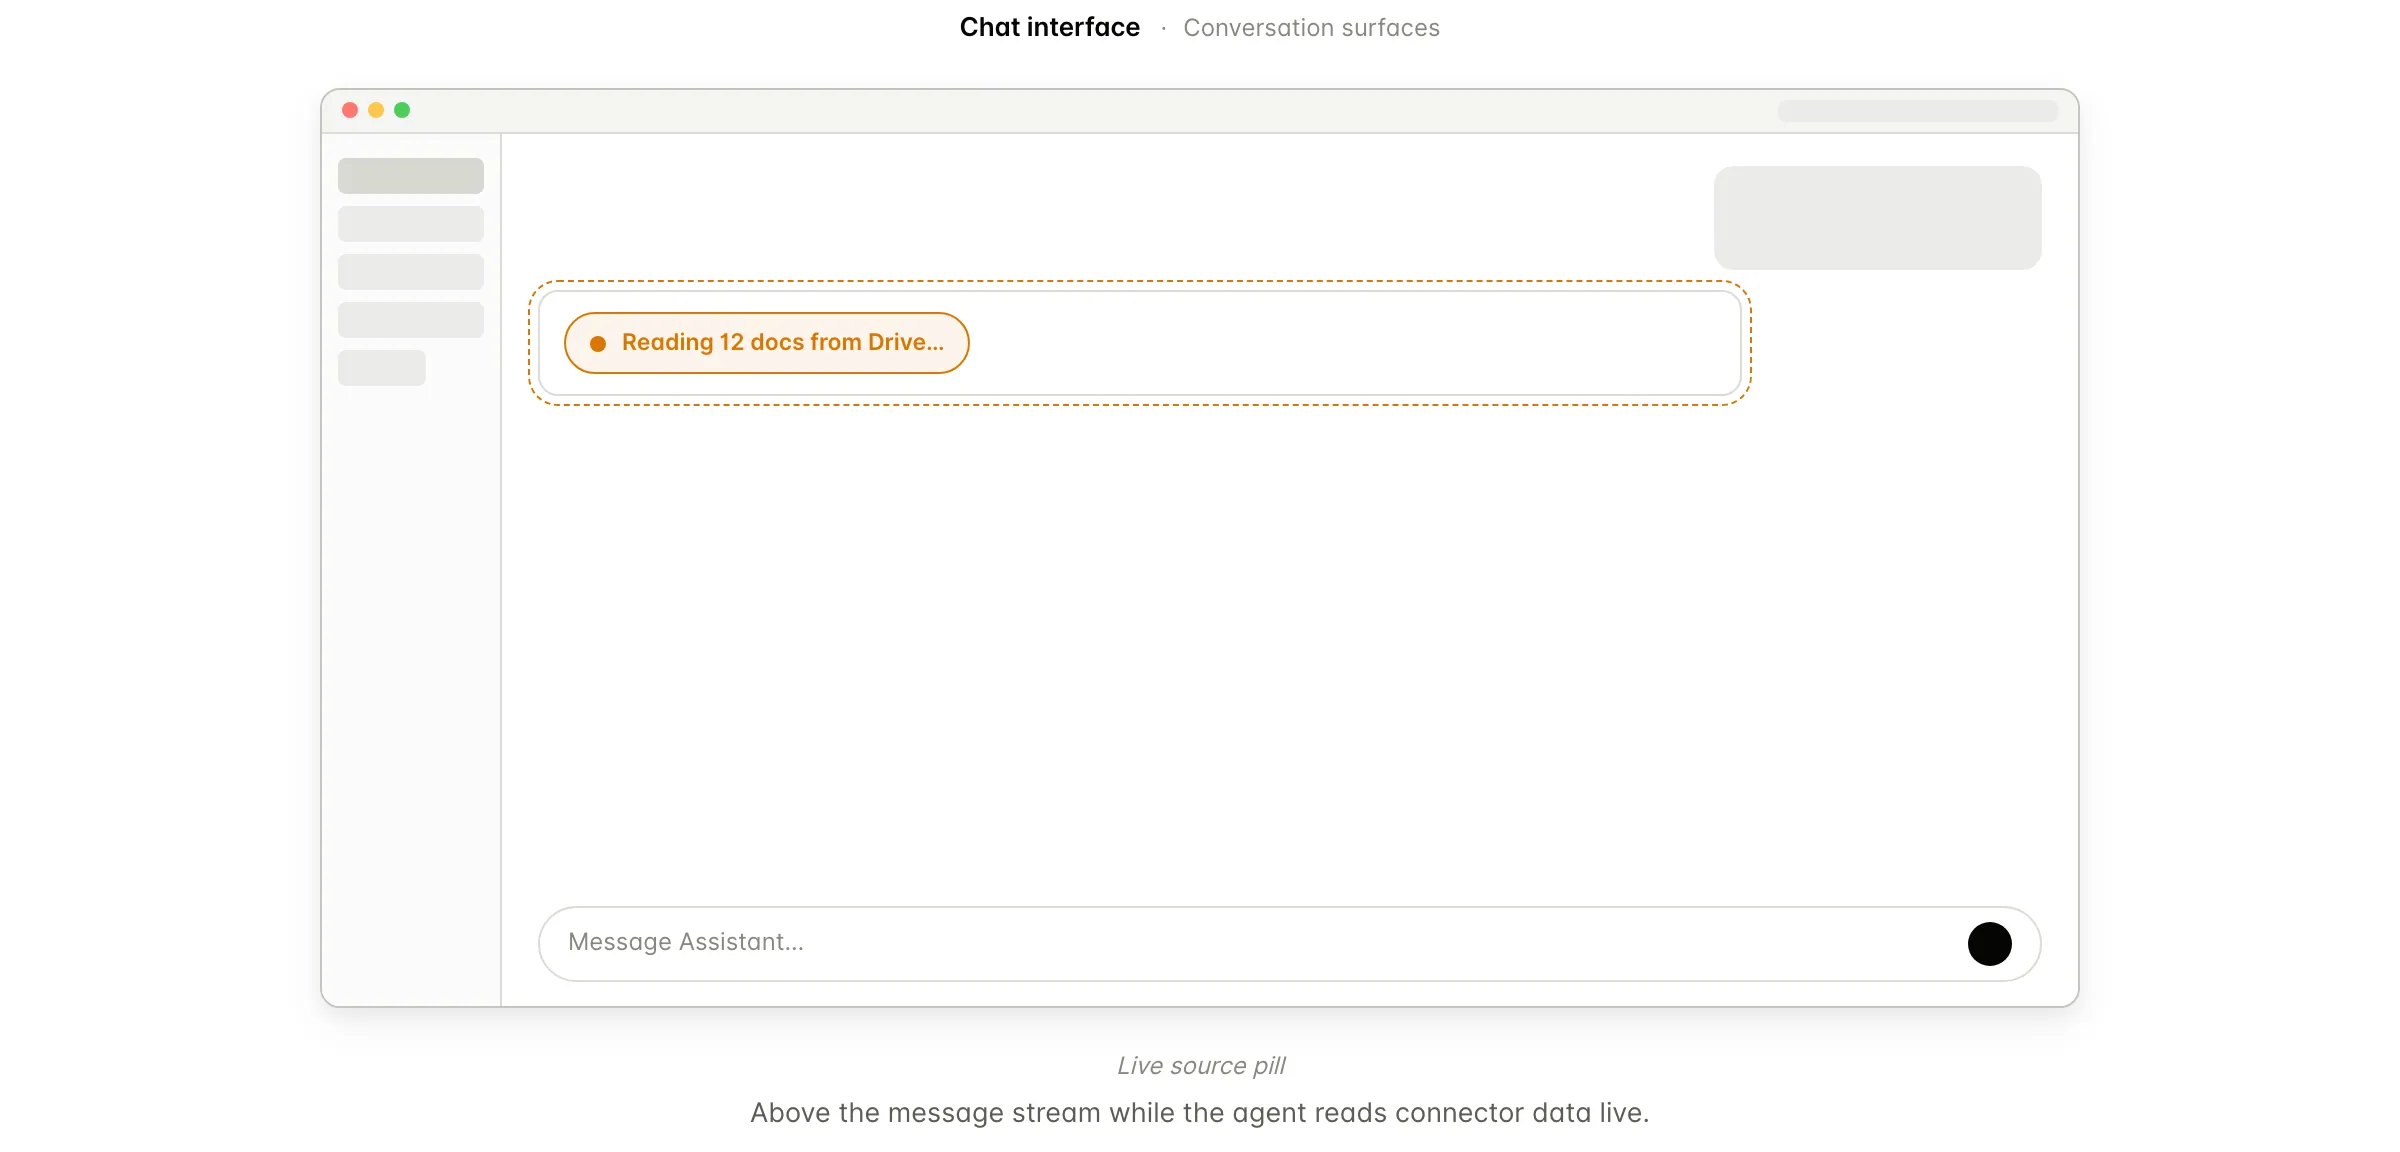 Chat interface · Conversation surfaces
Reading 12 docs from Drive...
Message Assistant...
Live source pill
Above the message stream while the agent reads connector data live.